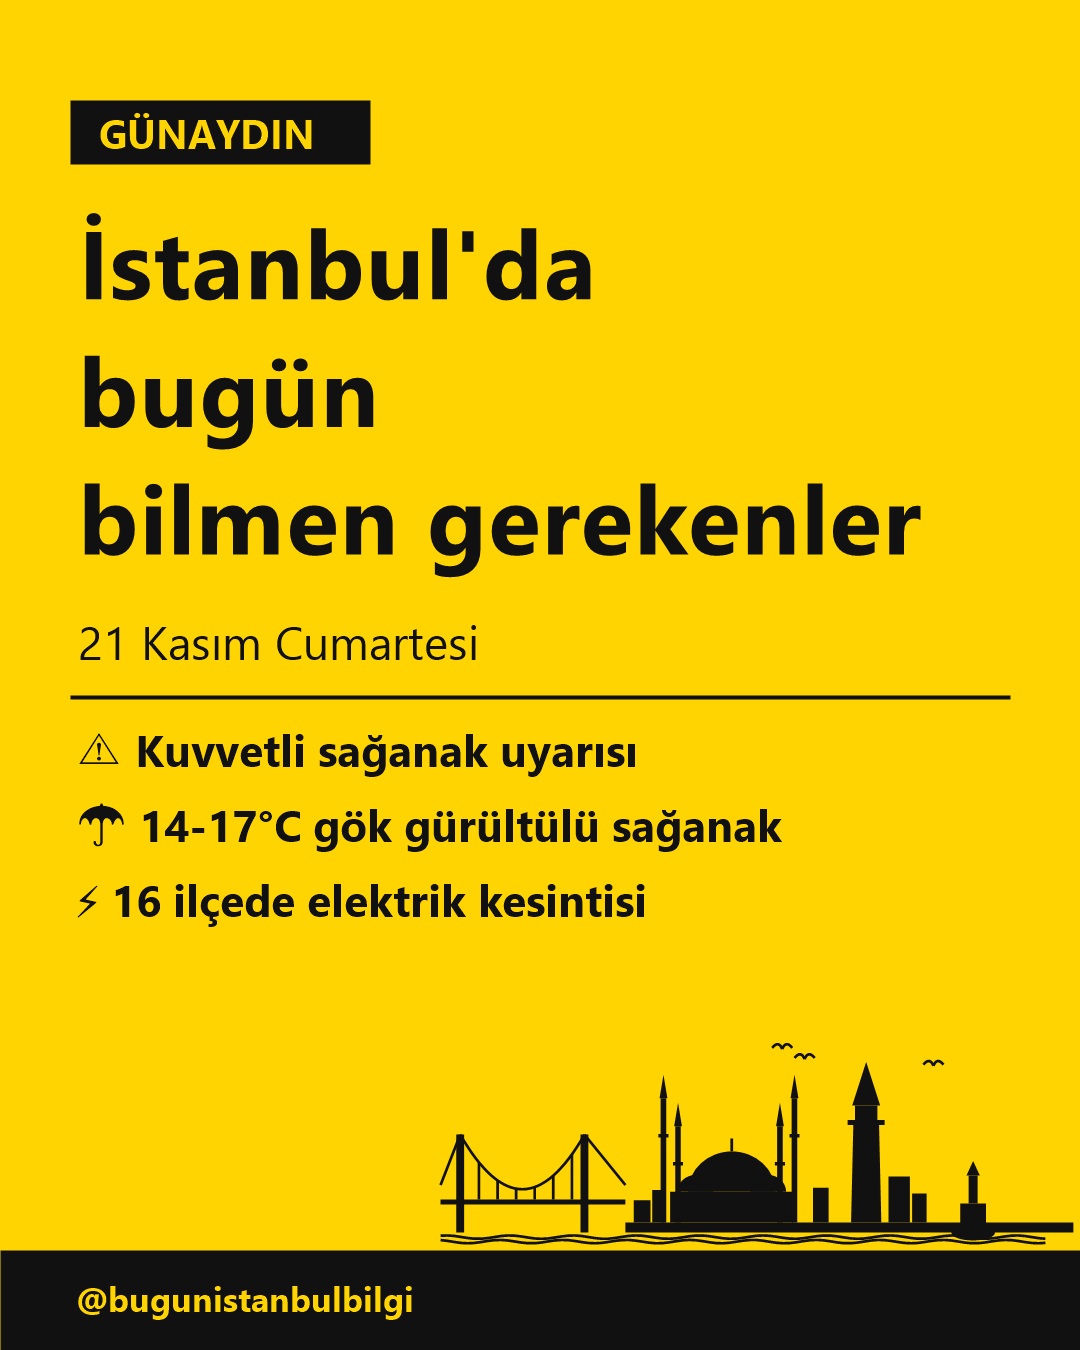 GÜNAYDIN
İstanbul'da
bugün
bilmen gerekenler
21 Kasım Cumartesi
⚠ Kuvvetli sağanak uyarısı
☂ 14-17°C gök gürültülü sağanak
⚡ 16 ilçede elektrik kesintisi
@bugunistanbulbilgi